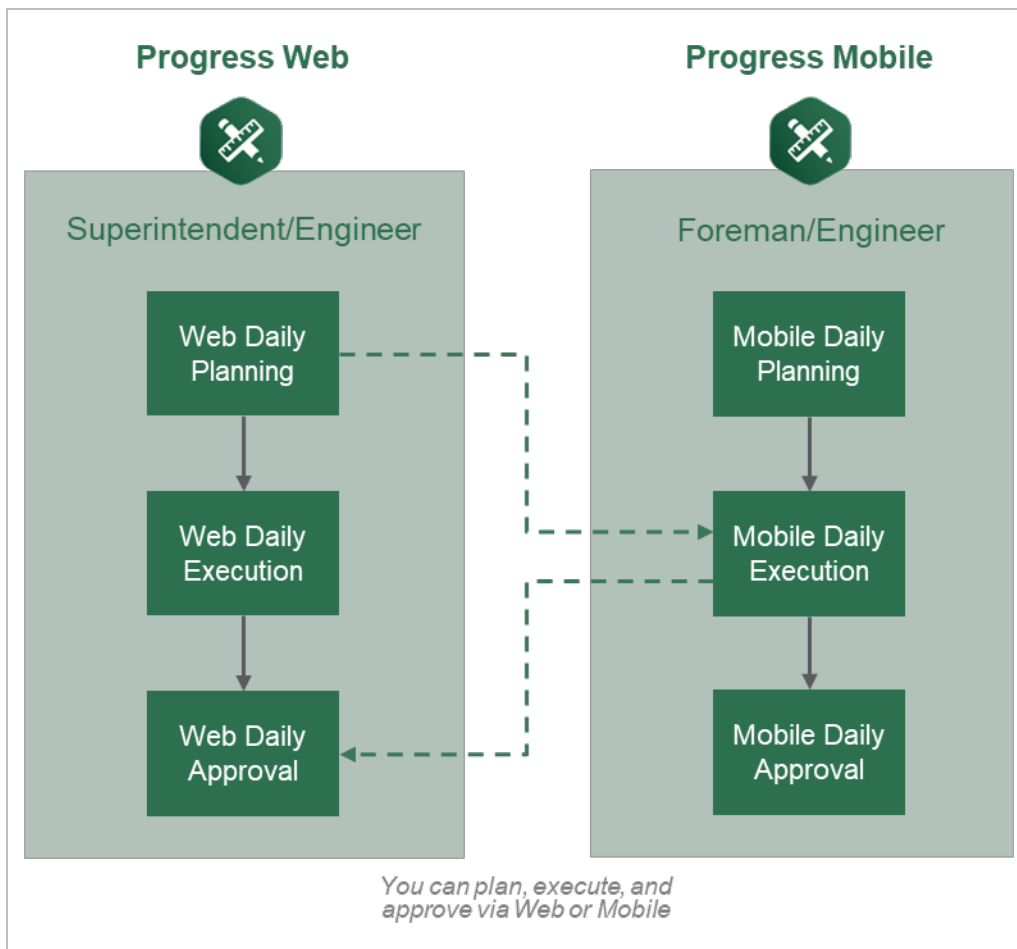 Progress Web
Progress Mobile
Superintendent/Engineer
Foreman/Engineer
Web Daily
Planning
Mobile Daily
Planning
Web Daily
Execution
Mobile Daily
Execution
Web Daily
Approval
Mobile Daily
Approval
You can plan, execute, and
approve via Web or Mobile